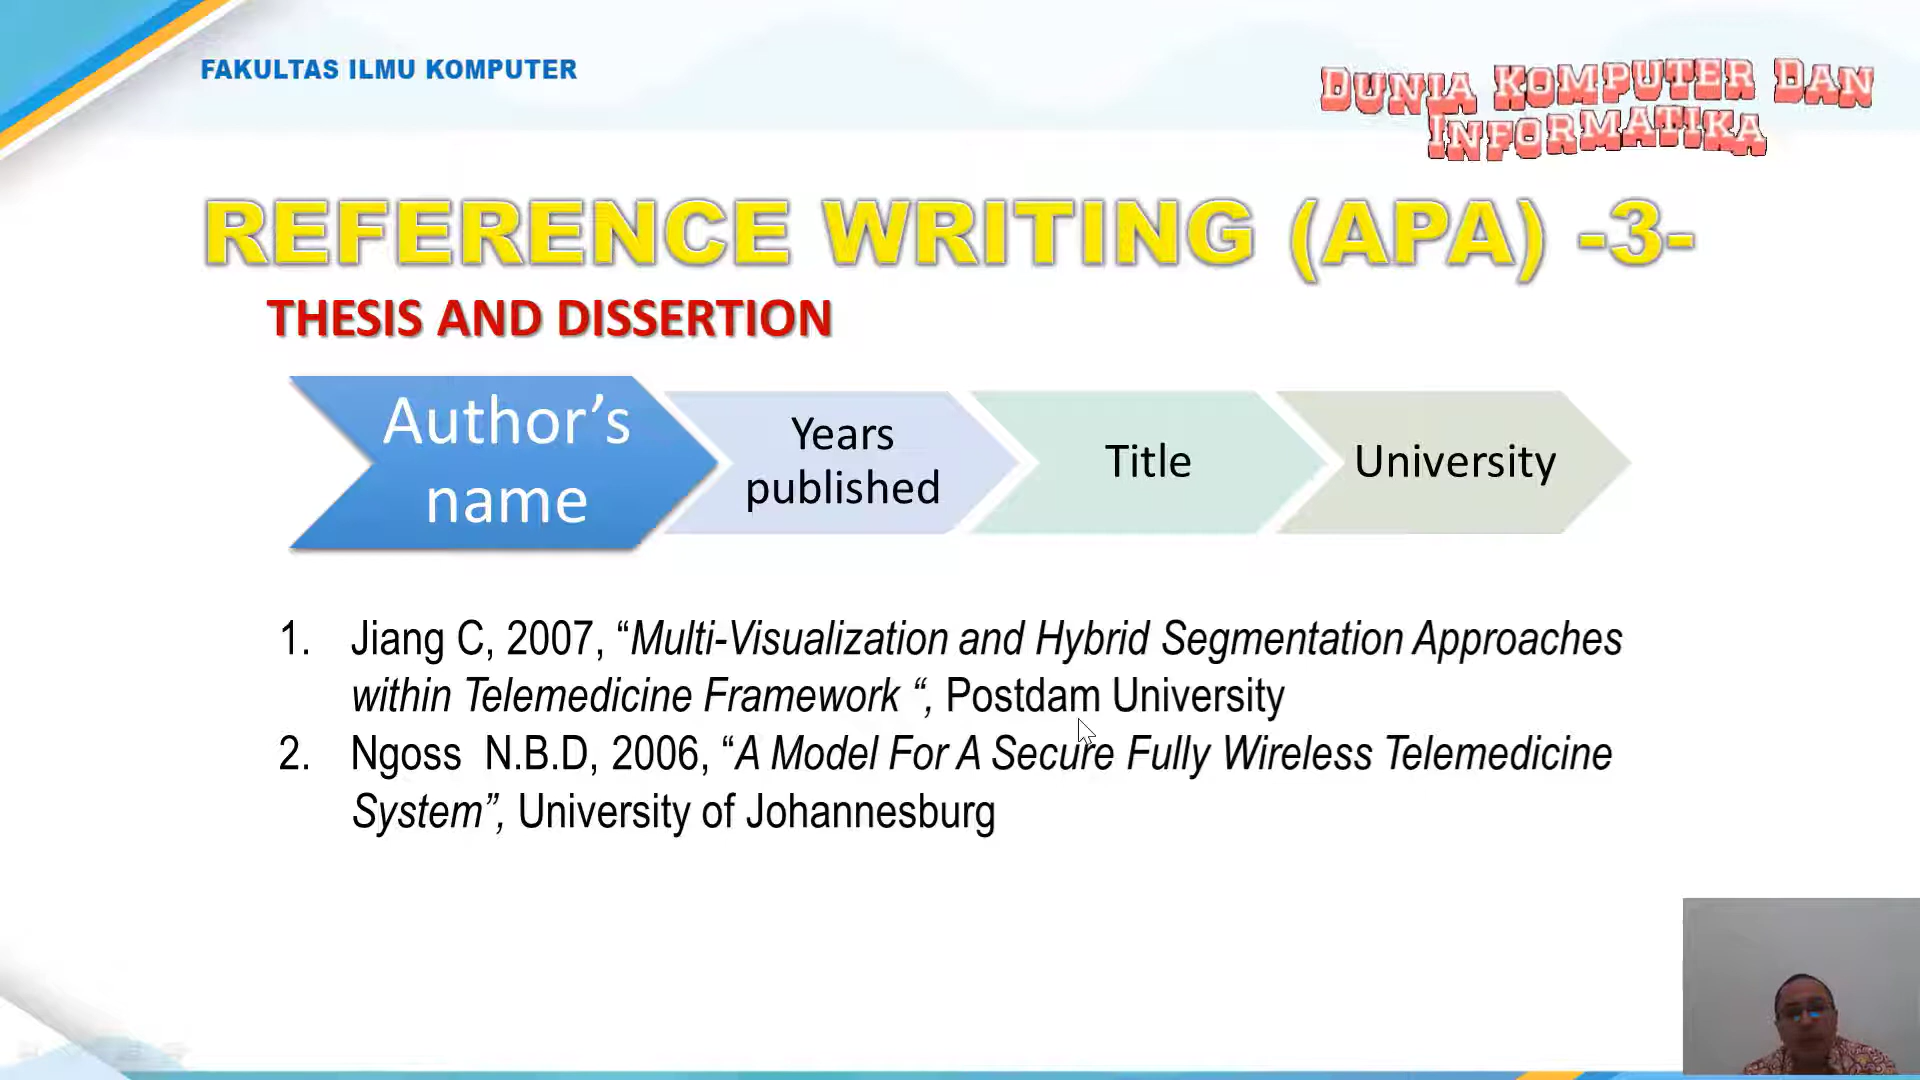 FAKULTAS ILMU KOMPUTER
DUNIA KOMPUTER DAN
INFORMATIKA
REFERENCE WRITING (APA) -3-
THESIS AND DISSERTION
Author’s
name
Years
published
Title
University
1. Jiang C, 2007, “Multi-Visualization and Hybrid Segmentation Approaches
within Telemedicine Framework “, Postdam University
2. Ngoss N.B.D, 2006, “A Model For A Secure Fully Wireless Telemedicine
System”, University of Johannesburg